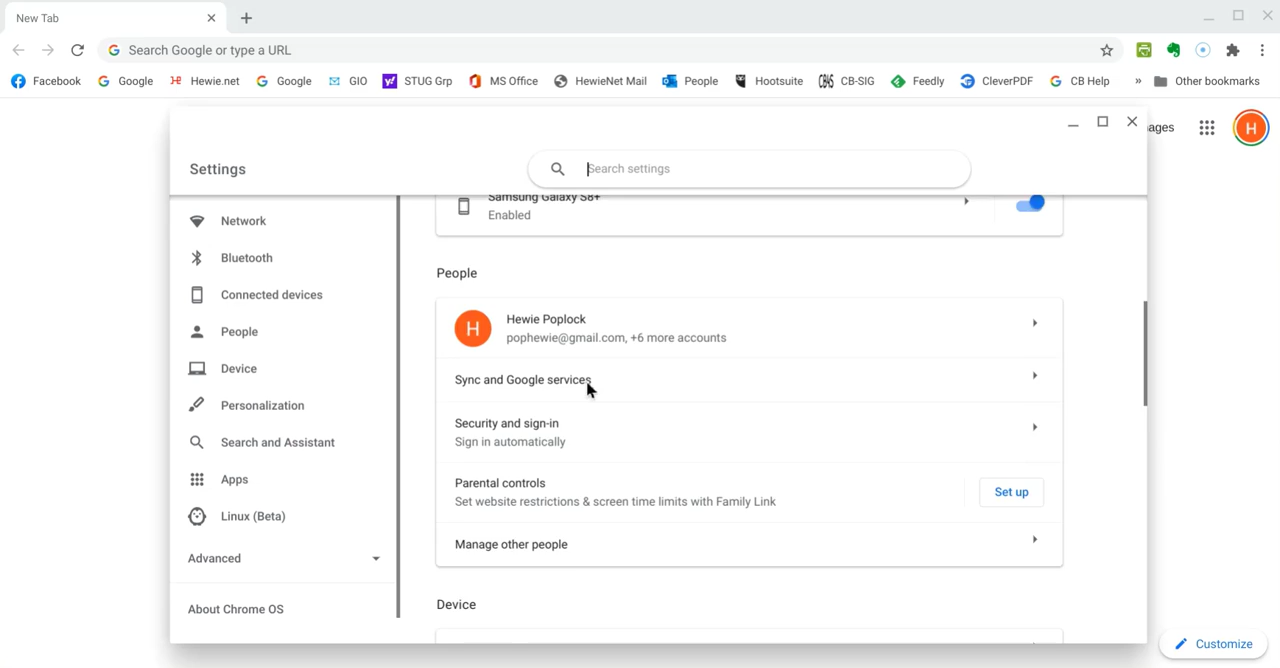 New Tab
Search Google or type a URL
Facebook Google Hewie.net Google GIO STUG Grp MS Office HewieNet Mail People Hootsuite CB-SIG Feedly CleverPDF CB Help » Other bookmarks
ages
H
Settings
Search settings
Network
Bluetooth
Connected devices
People
Device
Personalization
Search and Assistant
Apps
Linux (Beta)
Advanced
About Chrome OS
Samsung Galaxy S8+
Enabled
People
H
Hewie Poplock
pophewie@gmail.com, +6 more accounts
Sync and Google services
Security and sign-in
Sign in automatically
Parental controls
Set website restrictions & screen time limits with Family Link
Set up
Manage other people
Device
Customize